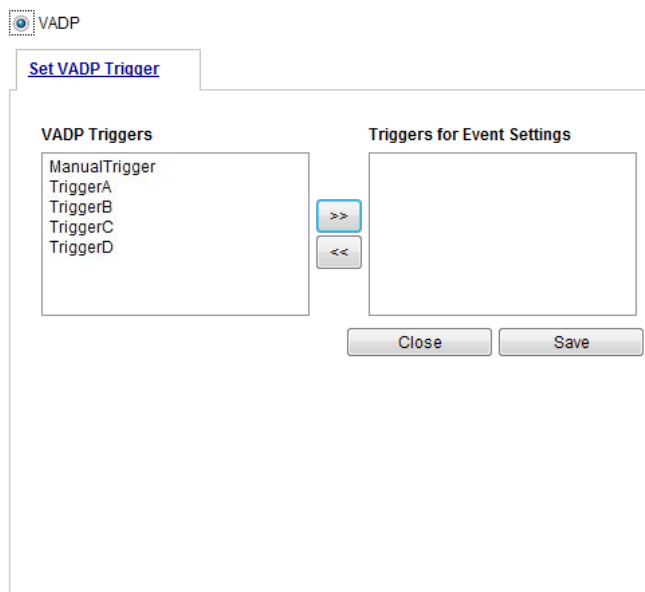 VADP
Set VADP Trigger
VADP Triggers
Triggers for Event Settings
ManualTrigger
TriggerA
TriggerB
TriggerC
TriggerD
>>
<<
Close
Save